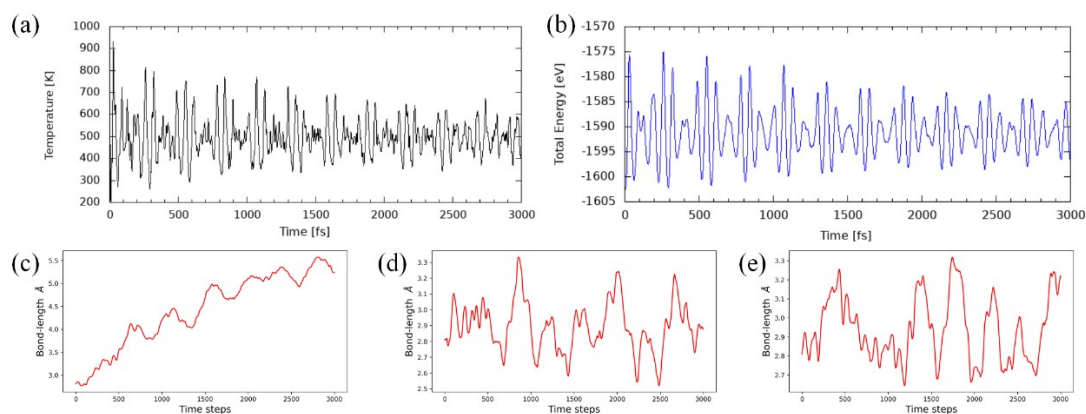 (a)
Temperature [K]
1000
900
800
700
600
500
400
300
200
0 500 1000 1500 2000 2500 3000
Time [fs]
(b)
Total Energy [eV]
-1570
-1575
-1580
-1585
-1590
-1595
-1600
-1605
0 500 1000 1500 2000 2500 3000
Time [fs]
(c)
Bond-length Å
5.5
5.0
4.5
4.0
3.5
3.0
0 500 1000 1500 2000 2500 3000
Time steps
(d)
Bond-length Å
3.3
3.2
3.1
3.0
2.9
2.8
2.7
2.6
2.5
0 500 1000 1500 2000 2500 3000
Time steps
(e)
Bond-length Å
3.3
3.2
3.1
3.0
2.9
2.8
2.7
0 500 1000 1500 2000 2500 3000
Time steps